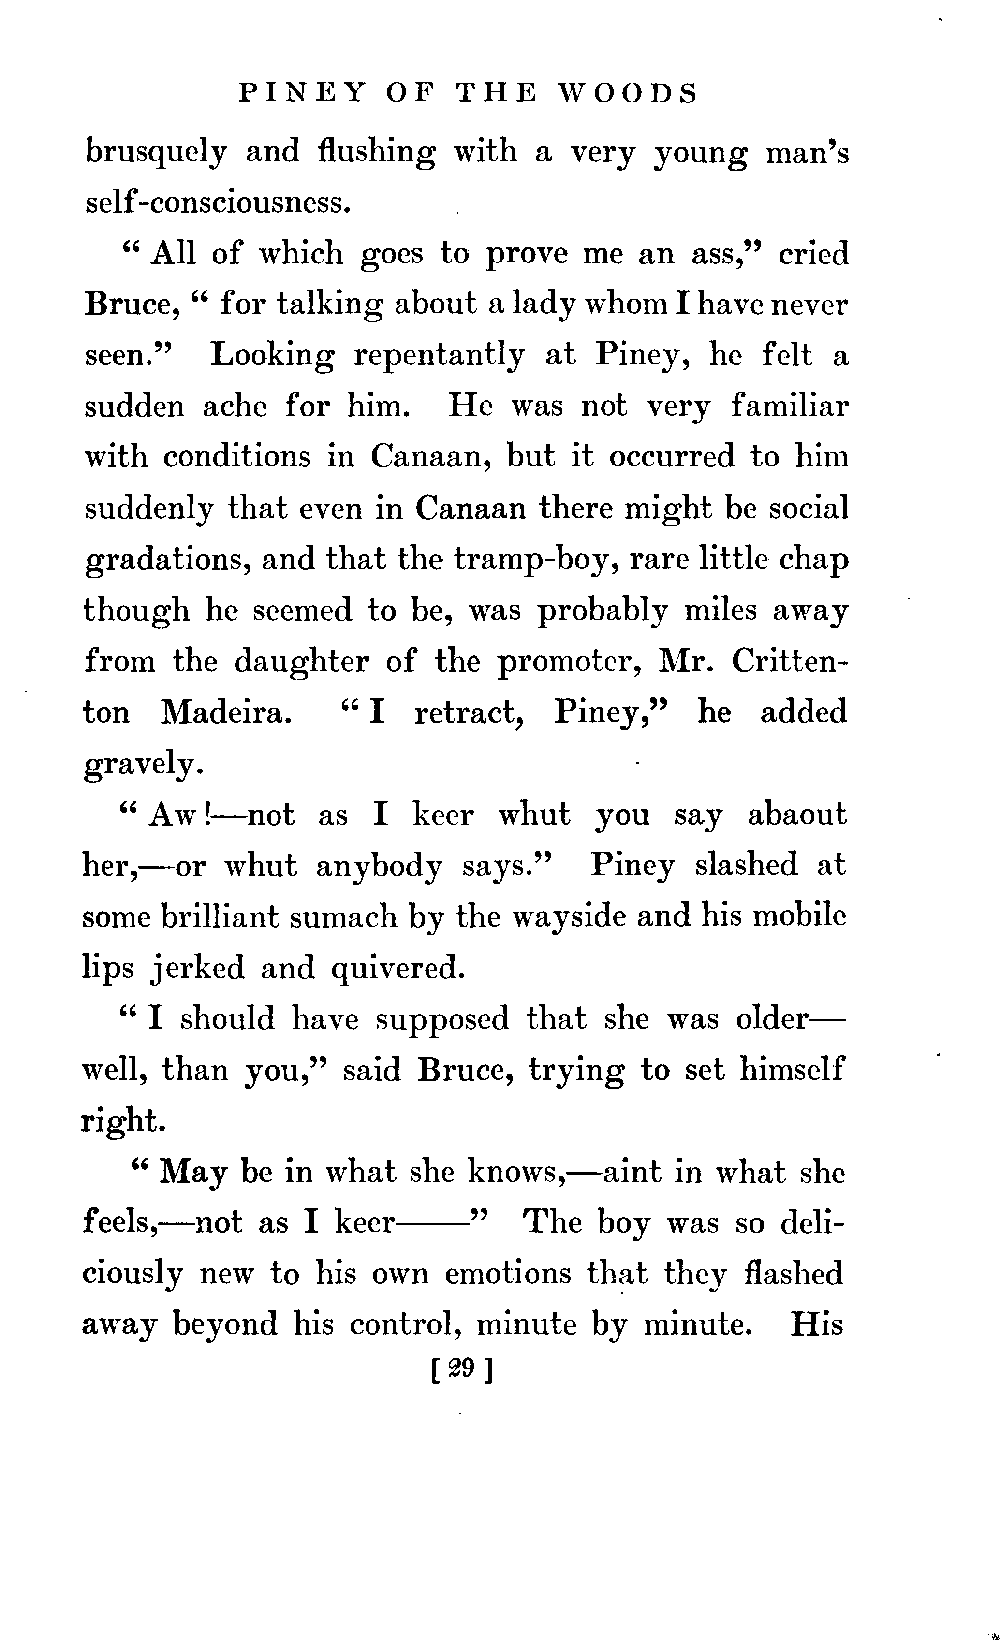 PINEY OF THE WOODS
brusquely and flushing with a very young man's
self-consciousness.
" All of which goes to prove me an ass," cried
Bruce, " for talking about a lady whom I have never
seen." Looking repentantly at Piney, he felt a
sudden ache for him. He was not very familiar
with conditions in Canaan, but it occurred to him
suddenly that even in Canaan there might be social
gradations, and that the tramp-boy, rare little chap
though he seemed to be, was probably miles away
from the daughter of the promoter, Mr. Critten-
ton Madeira. " I retract, Piney," he added
gravely.
" Aw !—not as I keer whut you say abaout
her,—or whut anybody says." Piney slashed at
some brilliant sumach by the wayside and his mobile
lips jerked and quivered.
" I should have supposed that she was older—
well, than you," said Bruce, trying to set himself
right.
" May be in what she knows,—aint in what she
feels,—not as I keer——" The boy was so deli-
ciously new to his own emotions that they flashed
away beyond his control, minute by minute. His
[ 29 ]